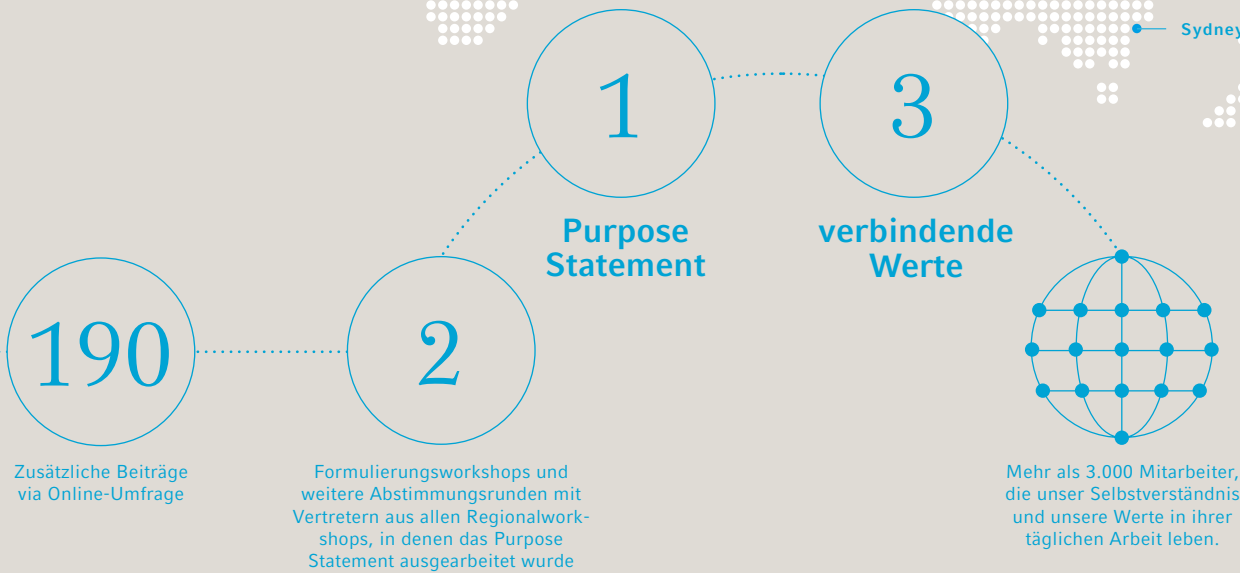 Sydney
1
Purpose
Statement
3
verbindende
Werte
190
Zusätzliche Beiträge
via Online-Umfrage
2
Formulierungsworkshops und
weitere Abstimmungsrunden mit
Vertretern aus allen Regionalwork-
shops, in denen das Purpose
Statement ausgearbeitet wurde
Mehr als 3.000 Mitarbeiter,
die unser Selbstverständnis
und unsere Werte in ihrer
täglichen Arbeit leben.